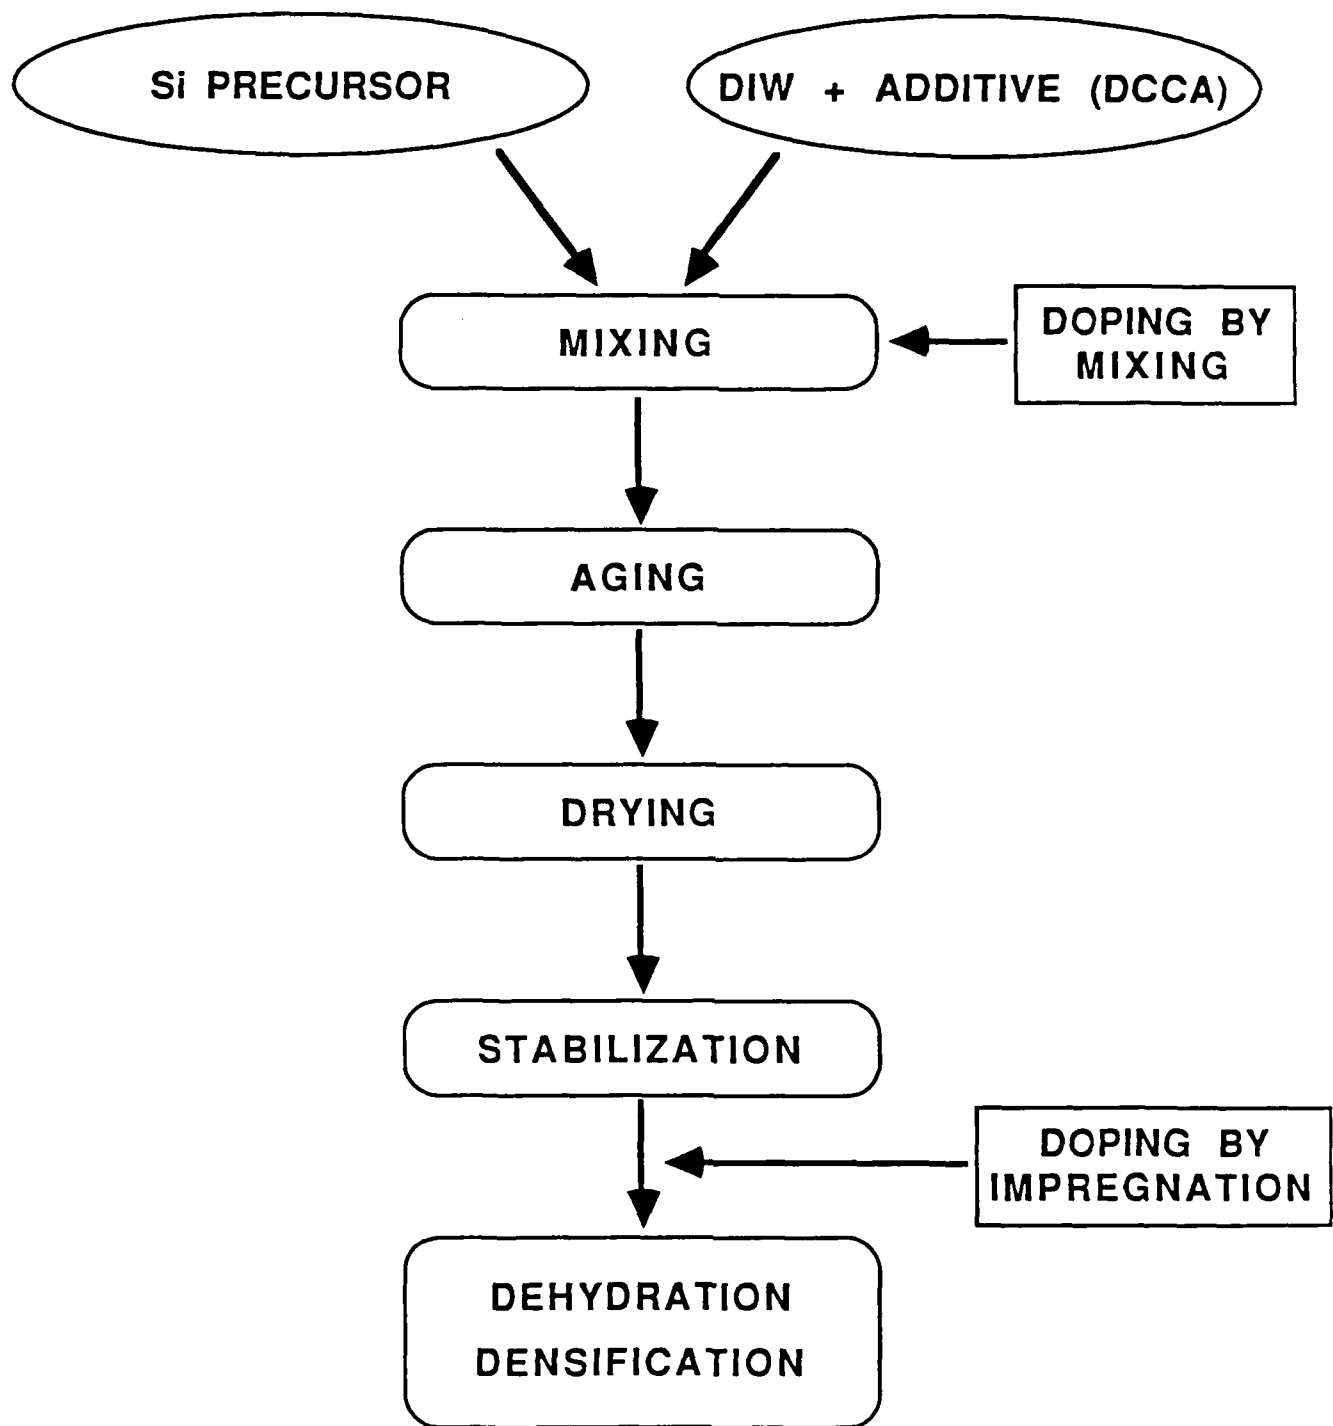 Si PRECURSOR
DIW + ADDITIVE (DCCA)
MIXING
DOPING BY
MIXING
AGING
DRYING
STABILIZATION
DOPING BY
IMPREGNATION
DEHYDRATION
DENSIFICATION